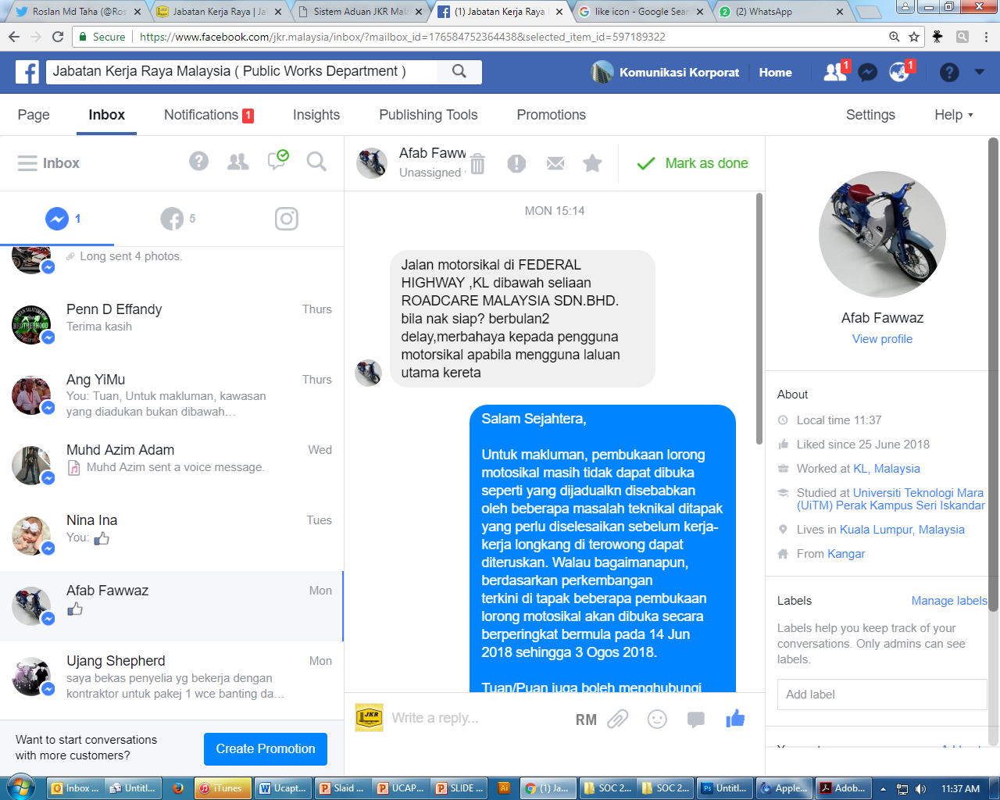 Roslan Md Taha (@Ros
Jabatan Kerja Raya | Ja
Sistem Aduan JKR Mala
(1) Jabatan Kerja Raya
like icon - Google Sear
(2) WhatsApp
Secure
https://www.facebook.com/jkr.malaysia/inbox/?mailbox_id=176584752364438&selected_item_id=597189322
Jabatan Kerja Raya Malaysia ( Public Works Department )
Komunikasi Korporat
Home
1
1
Page
Inbox
Notifications 1
Insights
Publishing Tools
Promotions
Settings
Help
Inbox
1
5
Long sent 4 photos.
Penn D Effandy
Thurs
Terima kasih
Ang YiMu
Thurs
You: Tuan, Untuk makluman, kawasan
yang diadukan bukan dibawah…
Muhd Azim Adam
Wed
Muhd Azim sent a voice message.
Nina Ina
Tues
You:
Afab Fawwaz
Mon
Ujang Shepherd
Mon
saya bekas penyelia yg bekerja dengan
kontraktor untuk pakej 1 wce banting da…
Want to start conversations
with more customers?
Create Promotion
Afab Faww
Unassigned
Mark as done
MON 15:14
Jalan motorsikal di FEDERAL
HIGHWAY ,KL dibawah seliaan
ROADCARE MALAYSIA SDN.BHD.
bila nak siap? berbulan2
delay,merbahaya kepada pengguna
motorsikal apabila mengguna laluan
utama kereta
Salam Sejahtera,
Untuk makluman, pembukaan lorong
motosikal masih tidak dapat dibuka
seperti yang dijadualkn disebabkan
oleh beberapa masalah teknikal ditapak
yang perlu diselesaikan sebelum kerja-
kerja longkang di terowong dapat
diteruskan. Walau bagaimanapun,
berdasarkan perkembangan
terkini di tapak beberapa pembukaan
lorong motosikal akan dibuka secara
berperingkat bermula pada 14 Jun
2018 sehingga 3 Ogos 2018.
Tuan/Puan juga boleh menghubungi
JKR
Write a reply...
RM
Afab Fawwaz
View profile
About
Local time 11:37
Liked since 25 June 2018
Worked at KL, Malaysia
Studied at Universiti Teknologi Mara
(UiTM) Perak Kampus Seri Iskandar
Lives in Kuala Lumpur, Malaysia
From Kangar
Labels
Manage labels
Labels help you keep track of your
conversations. Only admins can see
labels.
Add label
Inbox ...
Untitl...
iTunes
Ucapt...
Slaid ...
UCAP...
SLIDE ...
(1) Ja...
SOC 2...
SOC 2...
Untitl...
Apple...
Adob...
11:37 AM